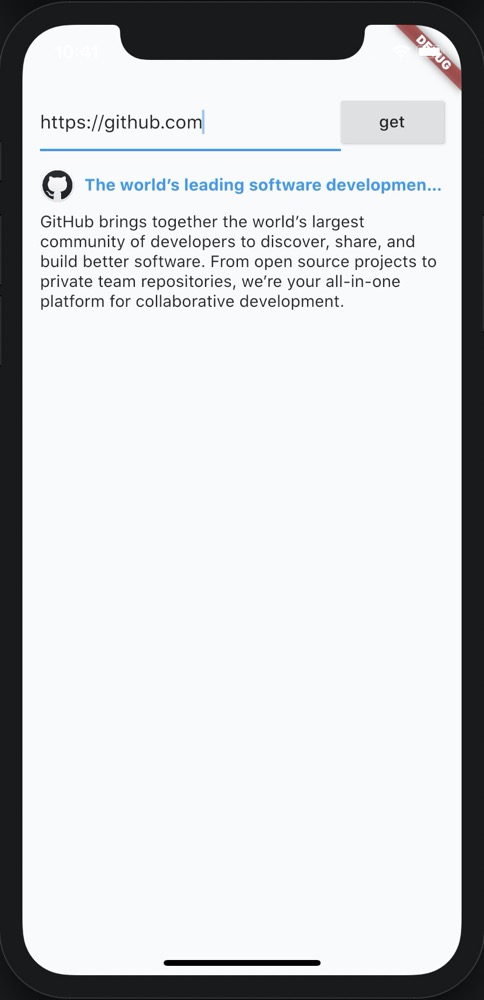 10:41
DEBUG
https://github.com
get
The world’s leading software developmen...
GitHub brings together the world’s largest
community of developers to discover, share, and
build better software. From open source projects to
private team repositories, we’re your all-in-one
platform for collaborative development.